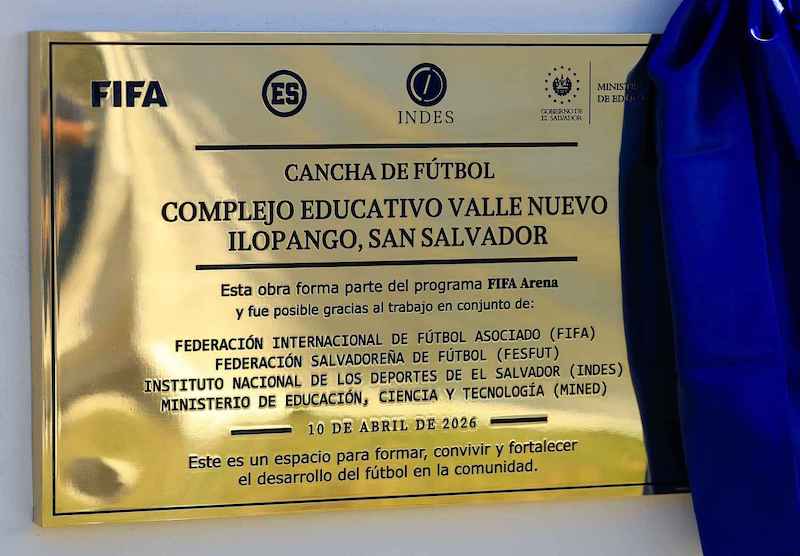 FIFA
ES
INDES
GOBIERNO DE
EL SALVADOR
DE
CANCHA DE FÚTBOL
COMPLEJO EDUCATIVO VALLE NUEVO
ILOPANGO, SAN SALVADOR
Esta obra forma parte del programa FIFA Arena
y fue posible gracias al trabajo en conjunto de:
FEDERACIÓN INTERNACIONAL DE FÚTBOL ASOCIADO (FIFA)
FEDERACIÓN SALVADOREÑA DE FÚTBOL (FESFUT)
INSTITUTO NACIONAL DE LOS DEPORTES DE EL SALVADOR (INDES)
MINISTERIO DE EDUCACIÓN, CIENCIA Y TECNOLOGÍA (MINED)
10 DE ABRIL DE 2026
Este es un espacio para formar, convivir y fortalecer
el desarrollo del fútbol en la comunidad.